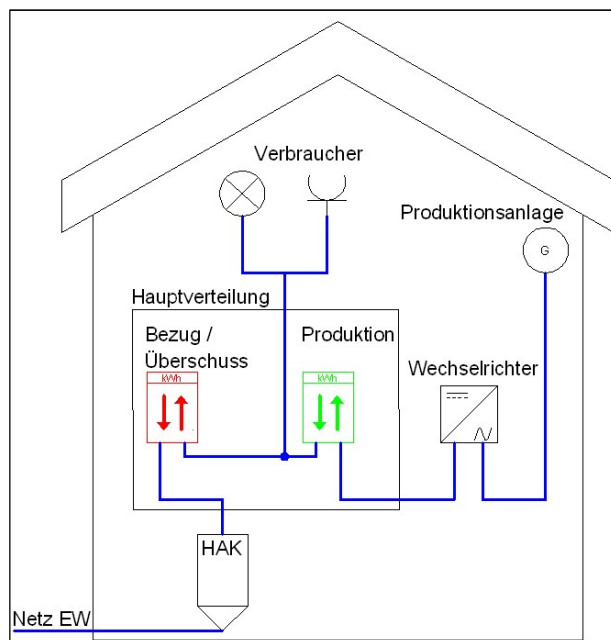 Verbraucher
Produktionsanlage
G
Hauptverteilung
Bezug /
Überschuss
Produktion
kWh
kWh
Wechselrichter
HAK
Netz EW